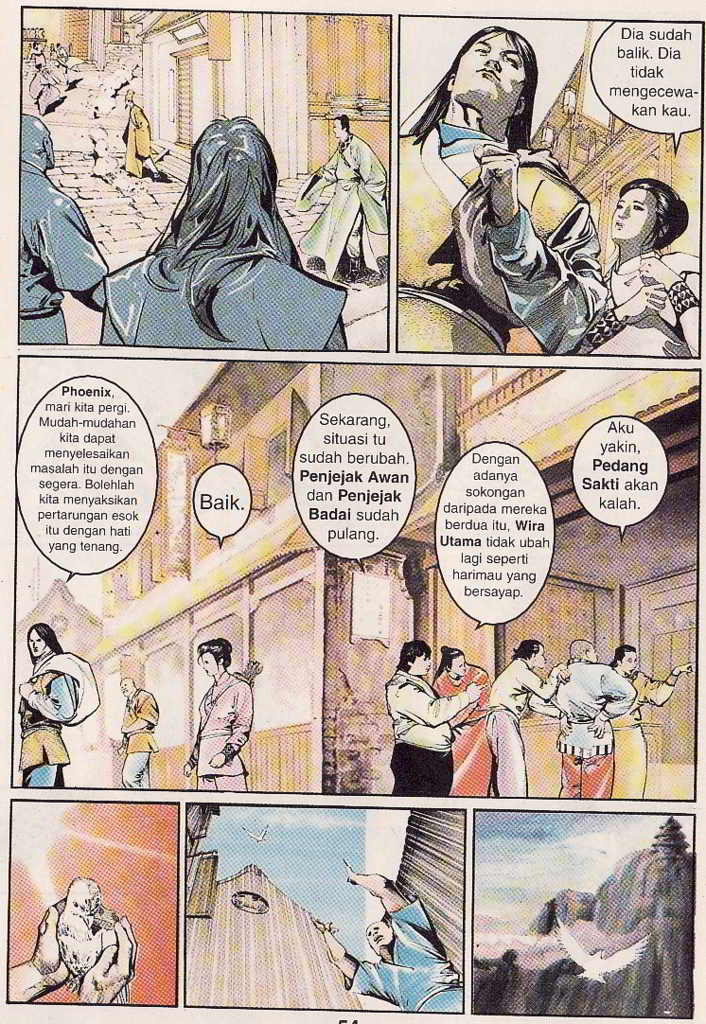 Dia sudah
balik. Dia
tidak
mengecewa-
kan kau.
Phoenix,
mari kita pergi.
Mudah-mudahan
kita dapat
menyelesaikan
masalah itu dengan
segera. Bolehlah
kita menyaksikan
pertarungan esok
itu dengan hati
yang tenang.
Baik.
Sekarang,
situasi tu
sudah berubah.
Penjejak Awan
dan Penjejak
Badai sudah
pulang.
Dengan
adanya
sokongan
daripada mereka
berdua itu, Wira
Utama tidak ubah
lagi seperti
harimau yang
bersayap.
Aku
yakin,
Pedang
Sakti akan
kalah.